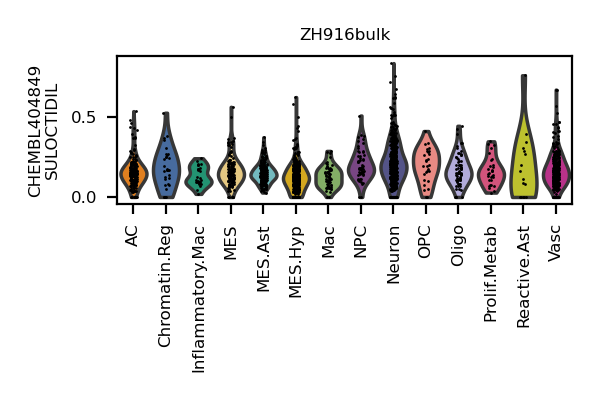 ZH916bulk
CHEMBL404849
SULOCTIDIL
0.5
0.0
AC
Chromatin.Reg
Inflammatory.Mac
MES
MES.Ast
MES.Hyp
Mac
NPC
Neuron
OPC
Oligo
Prolif.Metab
Reactive.Ast
Vasc